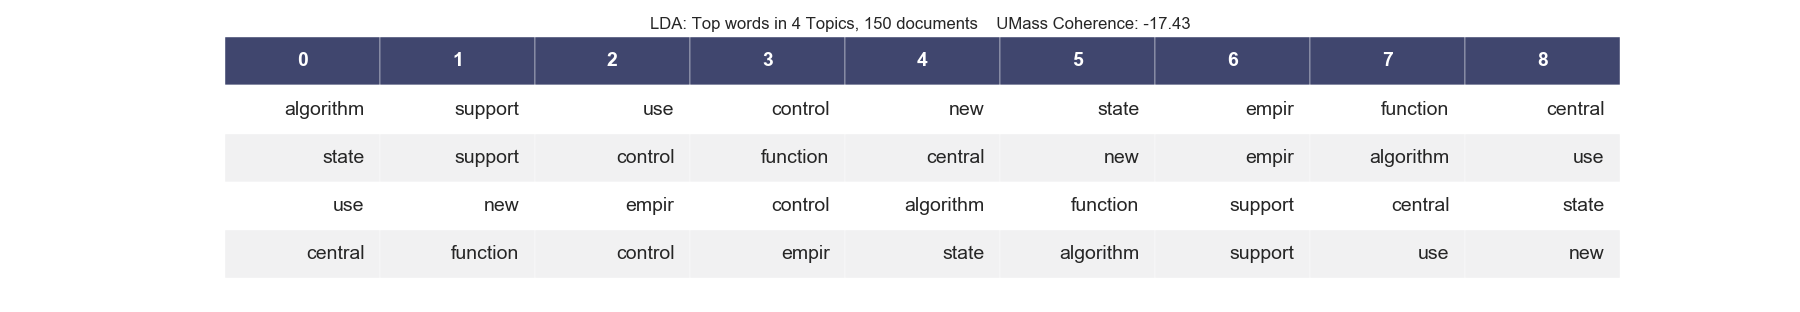 LDA: Top words in 4 Topics, 150 documents    UMass Coherence: -17.43
0 1 2 3 4 5 6 7 8
algorithm support use control new state empir function central
state support control function central new empir algorithm use
use new empir control algorithm function support central state
central function control empir state algorithm support use new